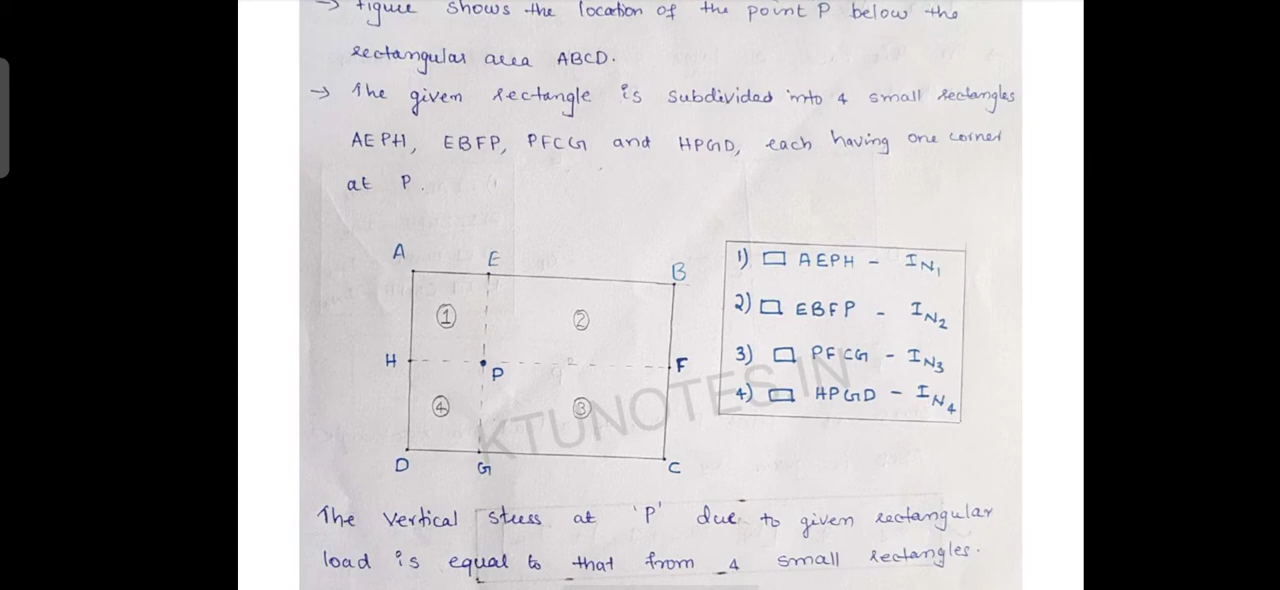 → figure shows the location of the point P below the
rectangular area ABCD.
→ The given rectangle is subdivided into 4 small rectangles
AEPH, EBFP, PFCG and HPGD, each having one corner
at P.
A E B
① ②
H P F
④ ③
D G C
1) ▭ AEPH - IN₁
2) ▭ EBFP - IN₂
3) ▭ PFCG - IN₃
4) ▭ HPGD - IN₄
KTUNOTES.IN
The vertical stress at 'P' due to given rectangular
load is equal to that from 4 small rectangles.